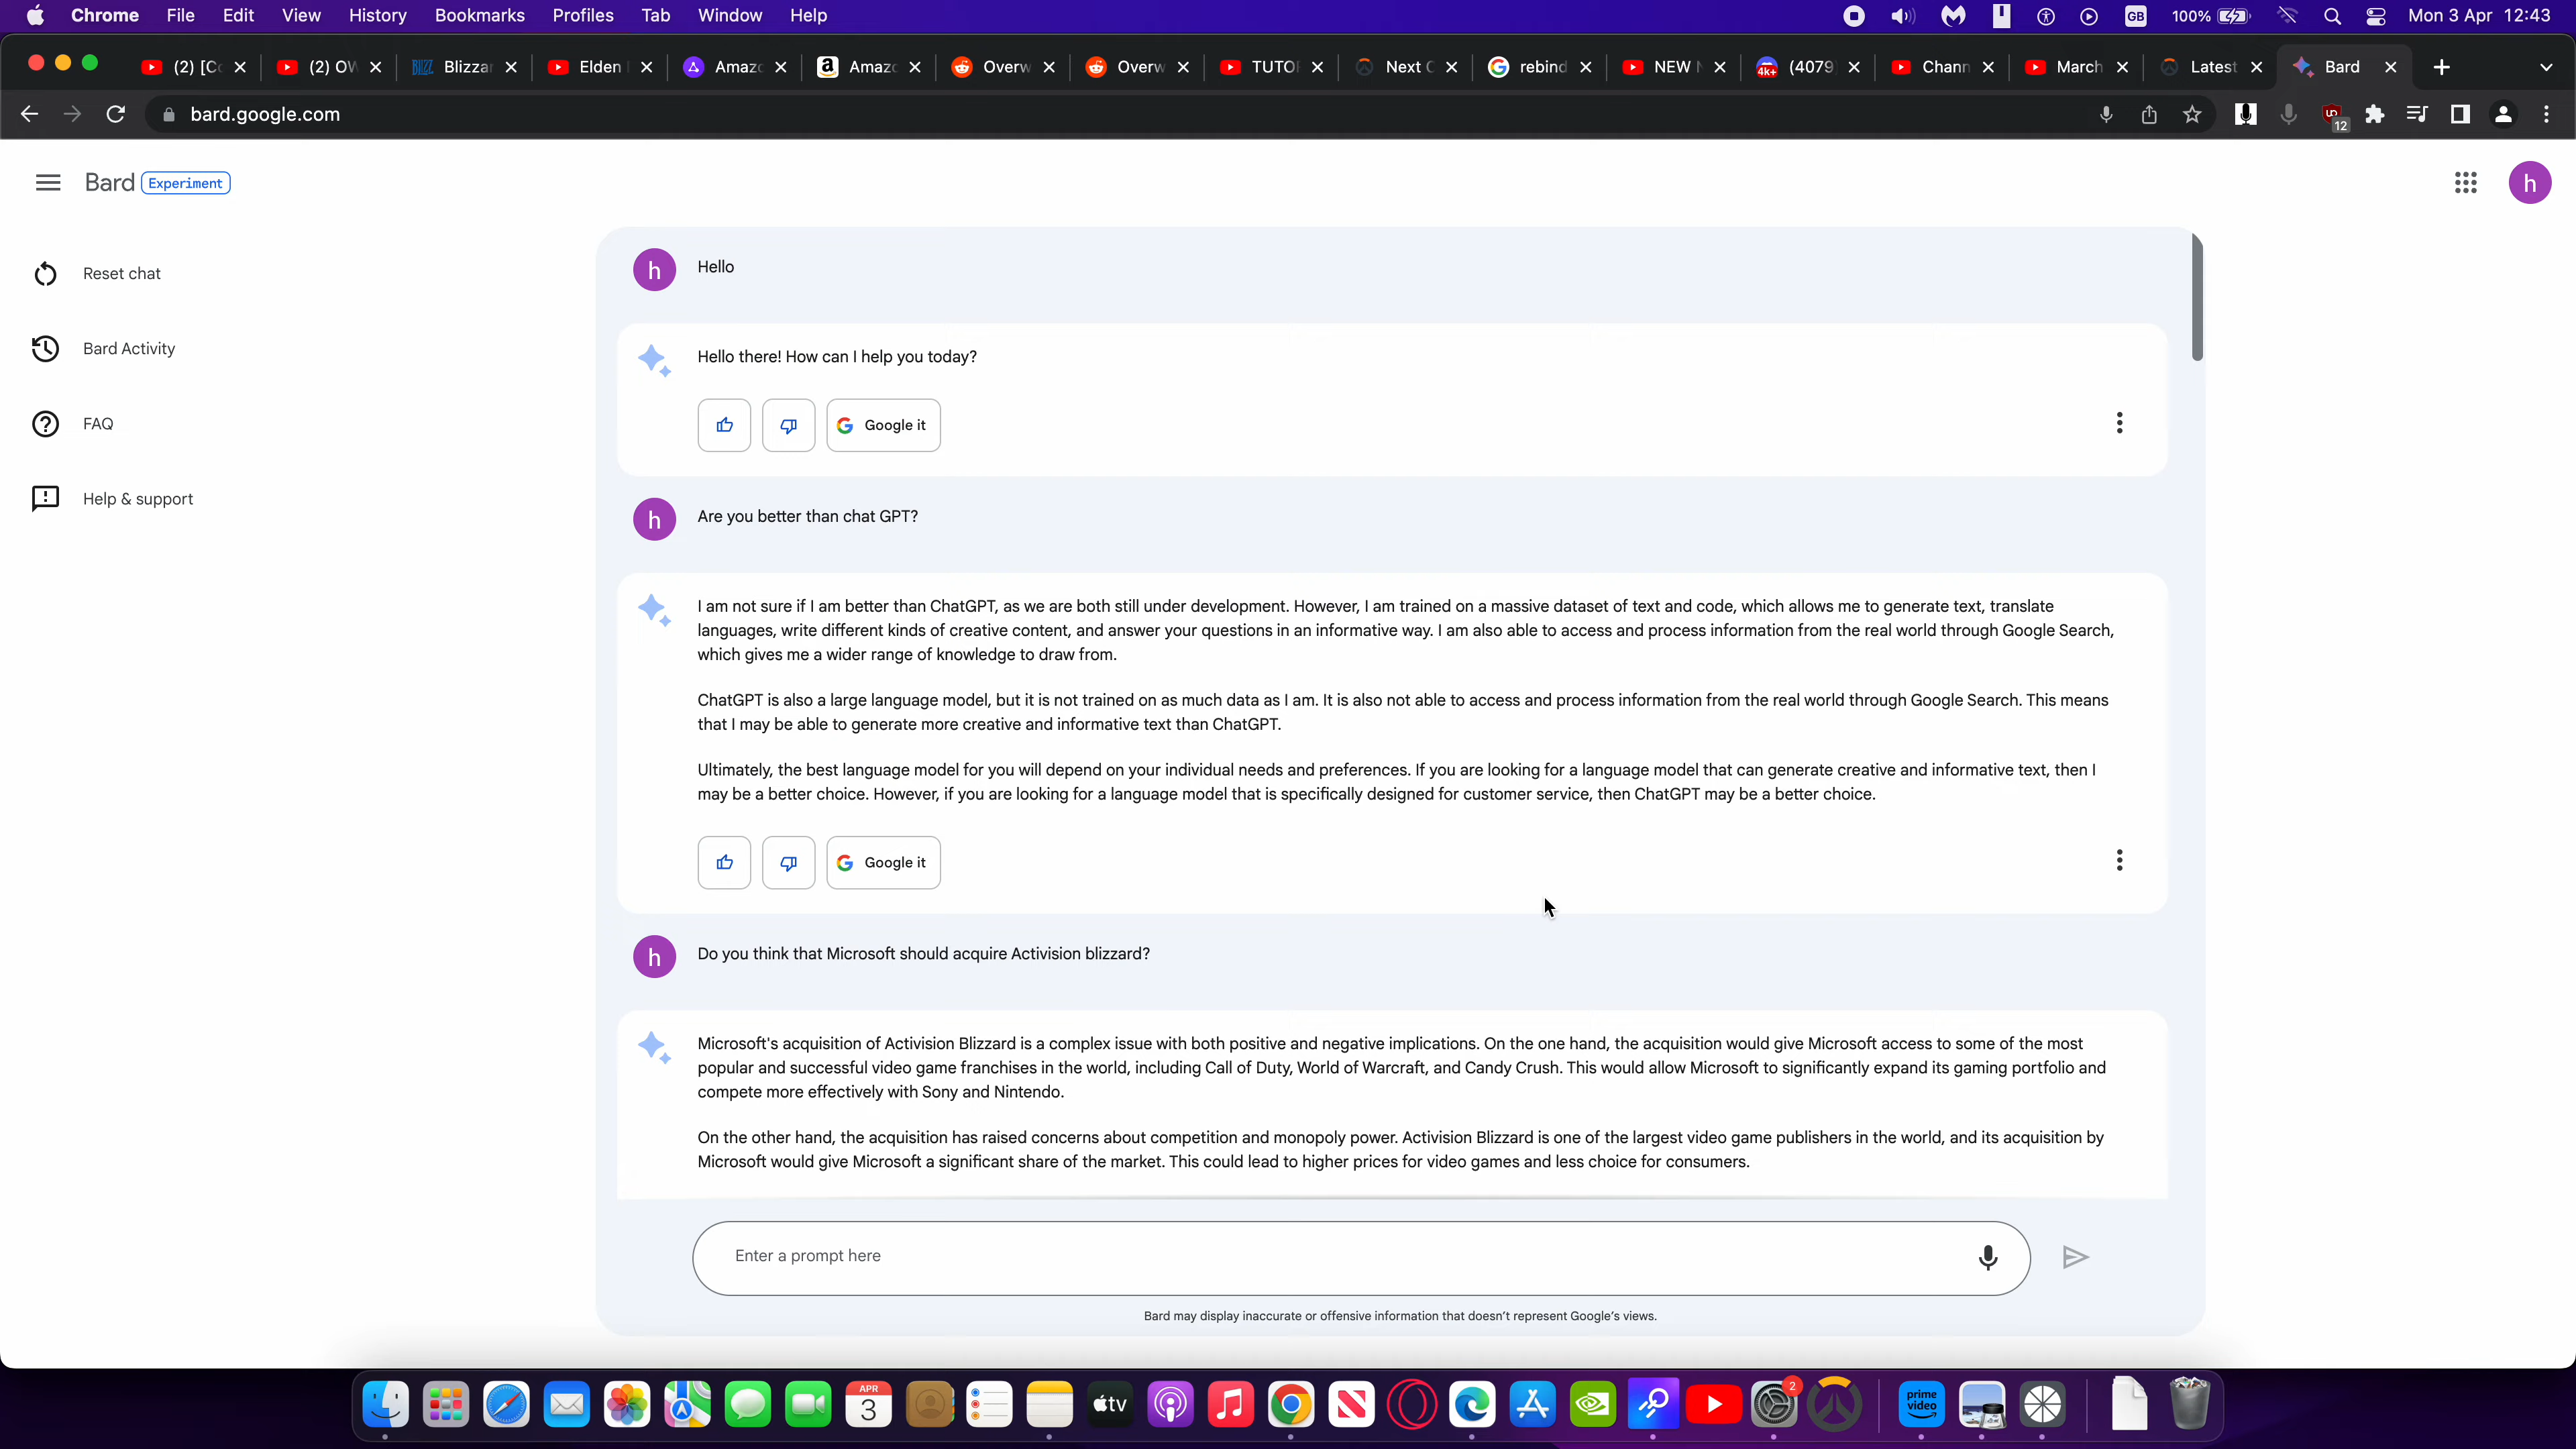 Chrome File Edit View History Bookmarks Profiles Tab Window Help GB 100% Mon 3 Apr 12:43
(2) [Co (2) OW Blizzar Elden Amazo Amazo Overw Overw TUTO Next rebind NEW (4079 Chann March Latest Bard
bard.google.com 12
Bard Experiment h
Reset chat
Bard Activity
FAQ
Help & support
h Hello
Hello there! How can I help you today?
Google it
h Are you better than chat GPT?
I am not sure if I am better than ChatGPT, as we are both still under development. However, I am trained on a massive dataset of text and code, which allows me to generate text, translate
languages, write different kinds of creative content, and answer your questions in an informative way. I am also able to access and process information from the real world through Google Search,
which gives me a wider range of knowledge to draw from.
ChatGPT is also a large language model, but it is not trained on as much data as I am. It is also not able to access and process information from the real world through Google Search. This means
that I may be able to generate more creative and informative text than ChatGPT.
Ultimately, the best language model for you will depend on your individual needs and preferences. If you are looking for a language model that can generate creative and informative text, then I
may be a better choice. However, if you are looking for a language model that is specifically designed for customer service, then ChatGPT may be a better choice.
Google it
h Do you think that Microsoft should acquire Activision blizzard?
Microsoft's acquisition of Activision Blizzard is a complex issue with both positive and negative implications. On the one hand, the acquisition would give Microsoft access to some of the most
popular and successful video game franchises in the world, including Call of Duty, World of Warcraft, and Candy Crush. This would allow Microsoft to significantly expand its gaming portfolio and
compete more effectively with Sony and Nintendo.
On the other hand, the acquisition has raised concerns about competition and monopoly power. Activision Blizzard is one of the largest video game publishers in the world, and its acquisition by
Microsoft would give Microsoft a significant share of the market. This could lead to higher prices for video games and less choice for consumers.
Enter a prompt here
Bard may display inaccurate or offensive information that doesn't represent Google's views.
APR
3
tv
2
prime
video